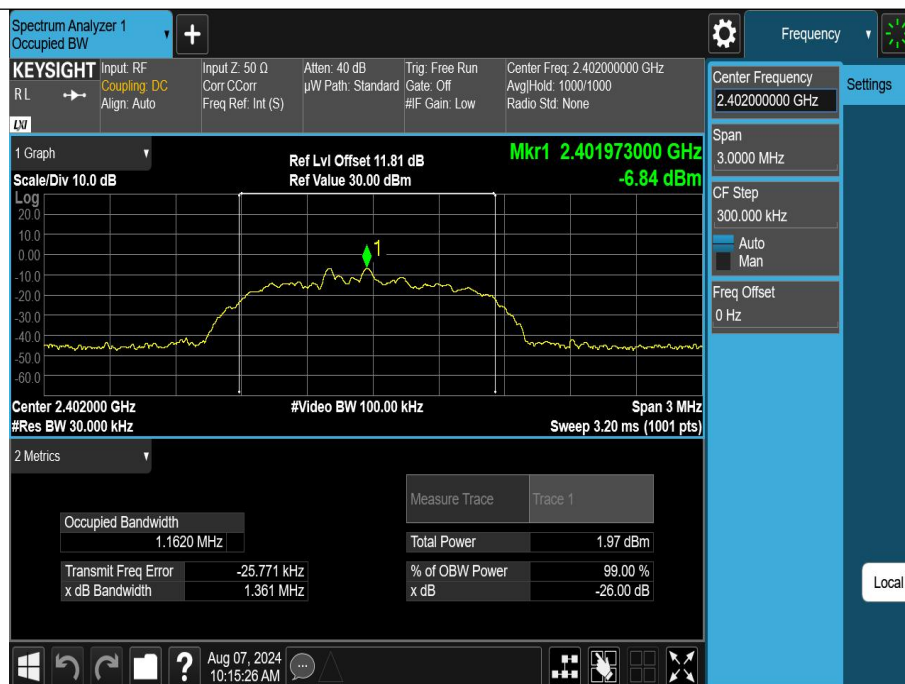 Spectrum Analyzer 1
Occupied BW
+
Frequency
KEYSIGHT
RL
LXI
Input: RF
Coupling: DC
Align: Auto
Input Z: 50 Ω
Corr CCorr
Freq Ref: Int (S)
Atten: 40 dB
µW Path: Standard
Trig: Free Run
Gate: Off
#IF Gain: Low
Center Freq: 2.402000000 GHz
Avg|Hold: 1000/1000
Radio Std: None
Center Frequency
2.402000000 GHz
Settings
Span
3.0000 MHz
CF Step
300.000 kHz
Auto
Man
Freq Offset
0 Hz
Local
1 Graph
Scale/Div 10.0 dB
Ref Lvl Offset 11.81 dB
Ref Value 30.00 dBm
Mkr1 2.401973000 GHz
-6.84 dBm
Log
20.0
10.0
0.00
-10.0
-20.0
-30.0
-40.0
-50.0
-60.0
1
Center 2.402000 GHz
#Res BW 30.000 kHz
#Video BW 100.00 kHz
Span 3 MHz
Sweep 3.20 ms (1001 pts)
2 Metrics
Measure Trace Trace 1
Occupied Bandwidth
1.1620 MHz
Total Power 1.97 dBm
Transmit Freq Error -25.771 kHz
% of OBW Power 99.00 %
x dB Bandwidth 1.361 MHz
x dB -26.00 dB
?
Aug 07, 2024
10:15:26 AM